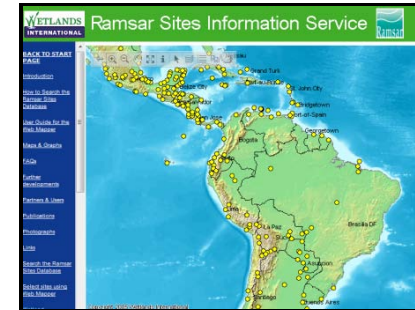 WETLANDS
INTERNATIONAL
Ramsar Sites Information Service
Ramsar
BACK TO START
PAGE
Introduction
How to Search the
Ramsar Sites
Database
User Guide for the
Web Mapper
Maps & Graphs
FAQs
Further
developments
Partners & Users
Publications
Photographs
Links
Search the Ramsar
Sites Database
Select sites using
Web Mapper
Grand Turk
Belize City
St. John City
Bridgetown
Port-of-Spain
Georgetown
Bogota
Lima
La Paz
Brasilia DF
Asuncion
Santiago
Buenos Aires